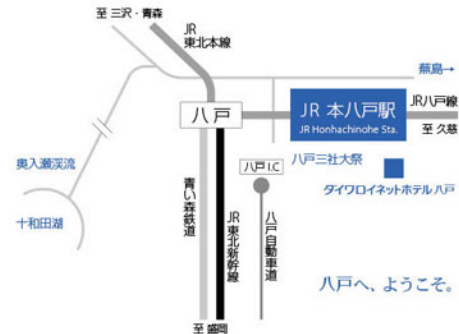 至 三沢・青森
JR
東北本線
蕪島→
八戸
JR 本八戸駅
JR Honhachinohe Sta.
JR八戸線
至 久慈
八戸 I.C
八戸三社大祭
ダイワロイネットホテル 八戸
奥入瀬渓流
十和田湖
青い森鉄道
JR東北新幹線
八戸自動車道
八戸へ、ようこそ。
至 盛岡